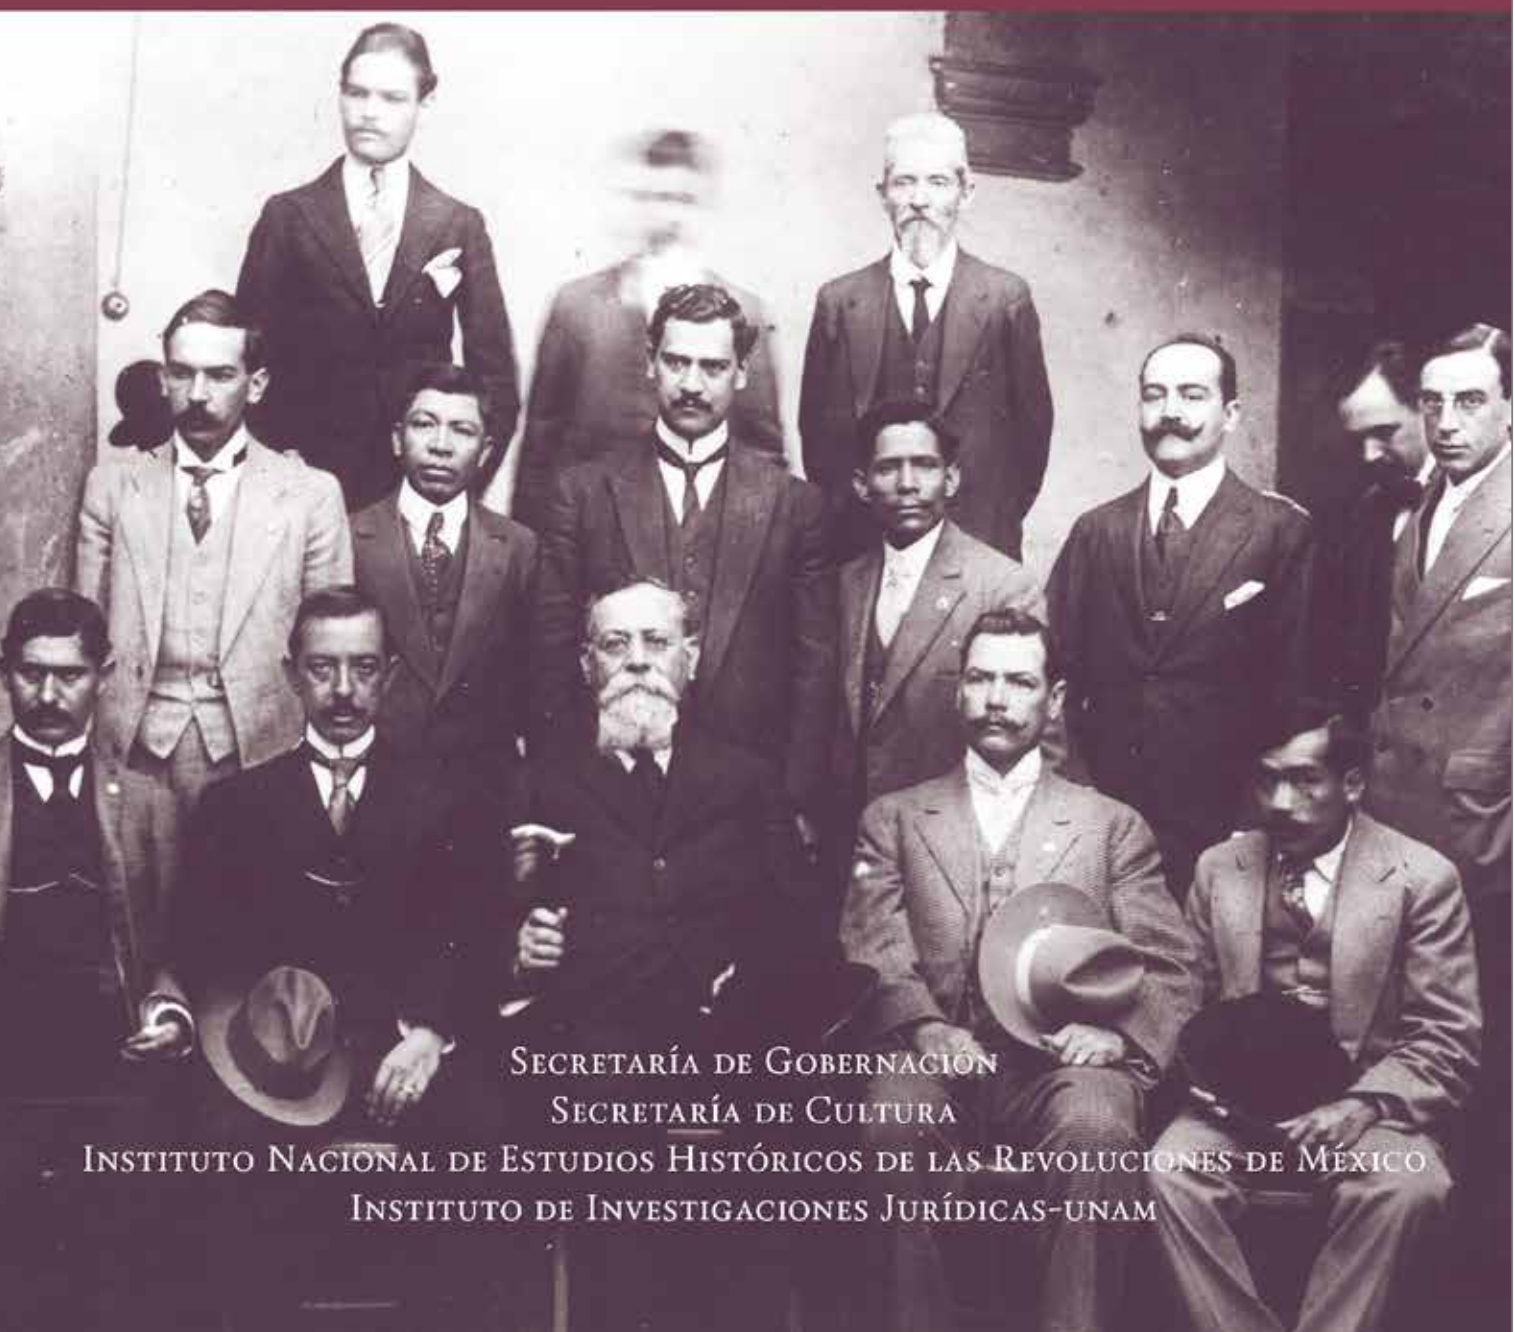 Secretaría de Gobernación
Secretaría de Cultura
Instituto Nacional de Estudios Históricos de las Revoluciones de México
Instituto de Investigaciones Jurídicas-UNAM